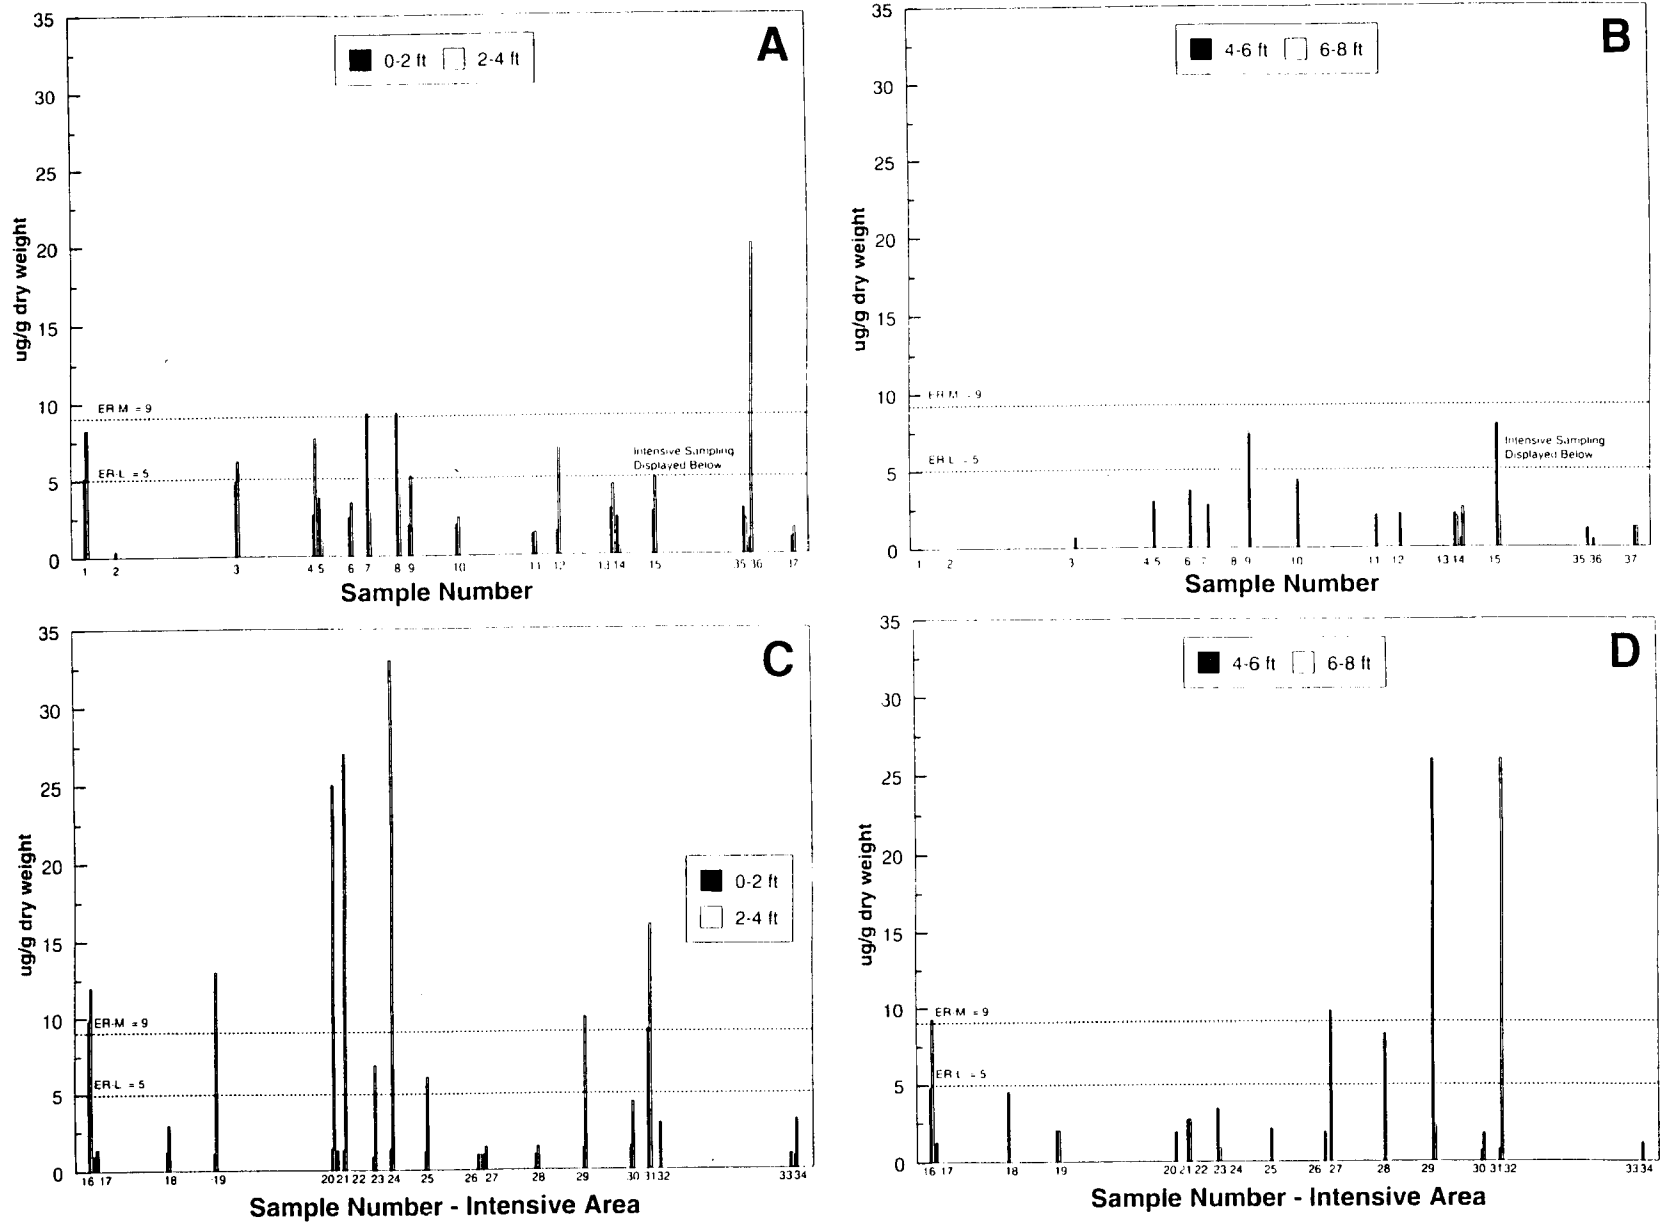 A
0-2 ft 2-4 ft
35
30
25
20
15
10
5
0
ug/g dry weight
ER-M = 9
ER-L = 5
Intensive Sampling
Displayed Below
1 2 3 4 5 6 7 8 9 10 11 12 13 14 15 35 36 37
Sample Number
B
4-6 ft 6-8 ft
35
30
25
20
15
10
5
0
ug/g dry weight
ER-M = 9
ER-L = 5
Intensive Sampling
Displayed Below
1 2 3 4 5 6 7 8 9 10 11 12 13 14 15 35 36 37
Sample Number
C
0-2 ft
2-4 ft
35
30
25
20
15
10
5
0
ug/g dry weight
ER-M = 9
ER-L = 5
16 17 18 19 20 21 22 23 24 25 26 27 28 29 30 31 32 33 34
Sample Number - Intensive Area
D
4-6 ft 6-8 ft
35
30
25
20
15
10
5
0
ug/g dry weight
ER-M = 9
ER-L = 5
16 17 18 19 20 21 22 23 24 25 26 27 28 29 30 31 32 33 34
Sample Number - Intensive Area